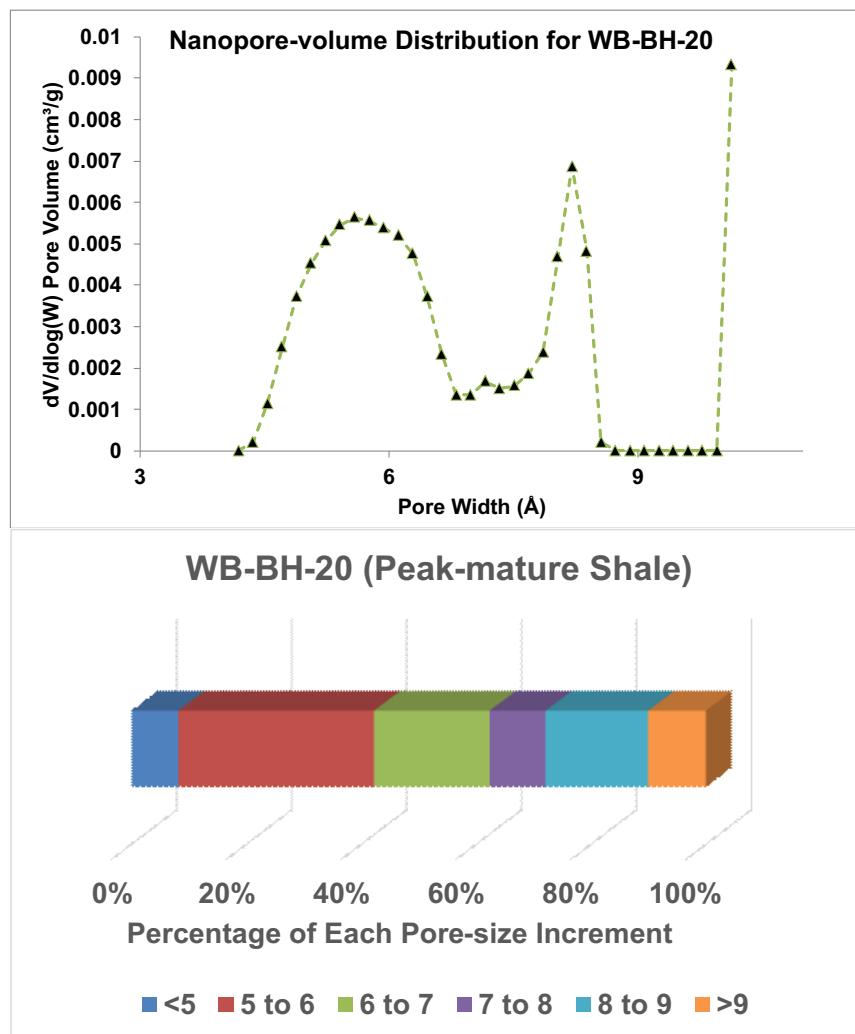 Nanopore-volume Distribution for WB-BH-20
dV/dlog(W) Pore Volume (cm³/g)
0.01
0.009
0.008
0.007
0.006
0.005
0.004
0.003
0.002
0.001
0
3 6 9
Pore Width (Å)
WB-BH-20 (Peak-mature Shale)
0% 20% 40% 60% 80% 100%
Percentage of Each Pore-size Increment
<5 5 to 6 6 to 7 7 to 8 8 to 9 >9